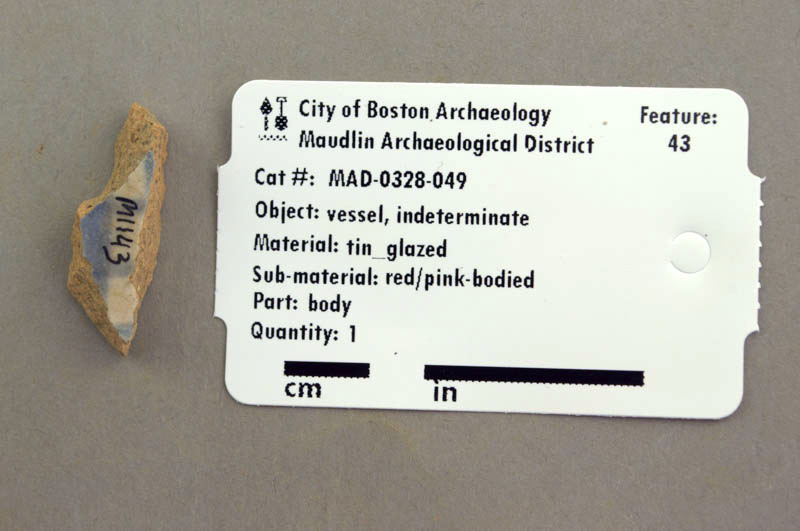 City of Boston Archaeology
Maudlin Archaeological District
Feature:
43
Cat #: MAD-0328-049
Object: vessel, indeterminate
Material: tin_glazed
Sub-material: red/pink-bodied
Part: body
Quantity: 1
cm
in
M1143